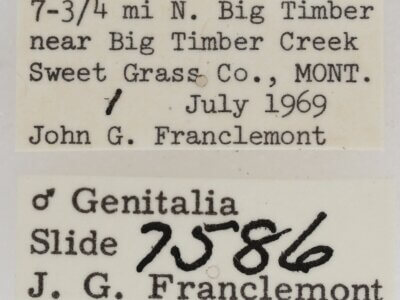 7-3/4 mi N. Big Timber
near Big Timber Creek
Sweet Grass Co., MONT.
1 July 1969
John G. Franclemont
♂ Genitalia
Slide 7586
J. G. Franclemont